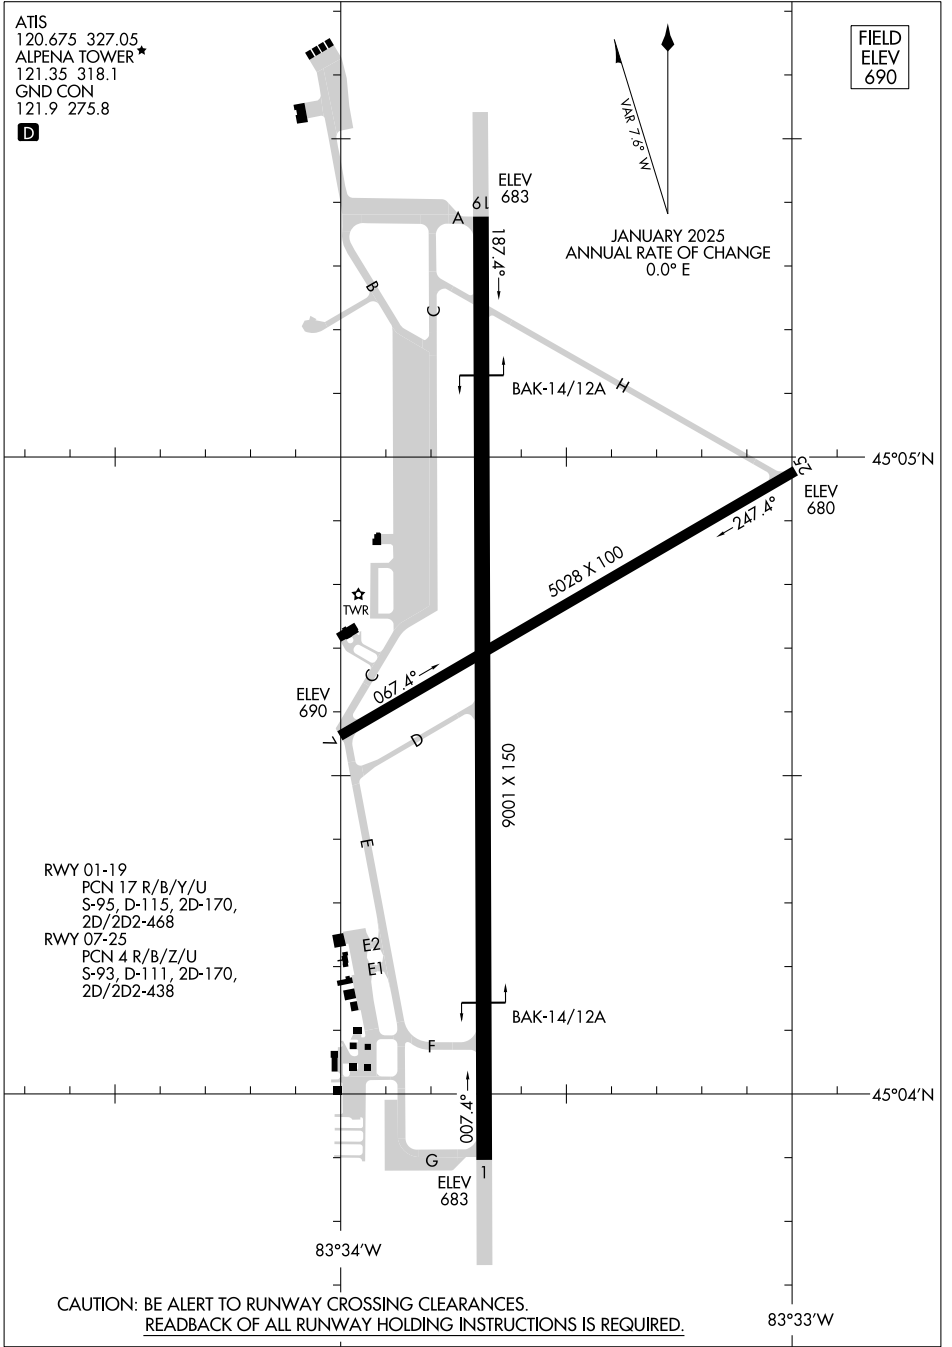 ATIS
120.675 327.05
ALPENA TOWER★
121.35 318.1
GND CON
121.9 275.8
D
FIELD
ELEV
690
VAR 7.6° W
JANUARY 2025
ANNUAL RATE OF CHANGE
0.0° E
ELEV
683
19
A
187.4°
B
C
H
BAK-14/12A
45°05'N
25
ELEV
680
247.4°
5028 X 100
TWR
C
067.4°
ELEV
690
7
D
9001 X 150
E
RWY 01-19
PCN 17 R/B/Y/U
S-95, D-115, 2D-170,
2D/2D2-468
RWY 07-25
PCN 4 R/B/Z/U
S-93, D-111, 2D-170,
2D/2D2-438
E2
E1
BAK-14/12A
F
007.4°
45°04'N
G
1
ELEV
683
83°34'W
CAUTION: BE ALERT TO RUNWAY CROSSING CLEARANCES.
READBACK OF ALL RUNWAY HOLDING INSTRUCTIONS IS REQUIRED.
83°33'W